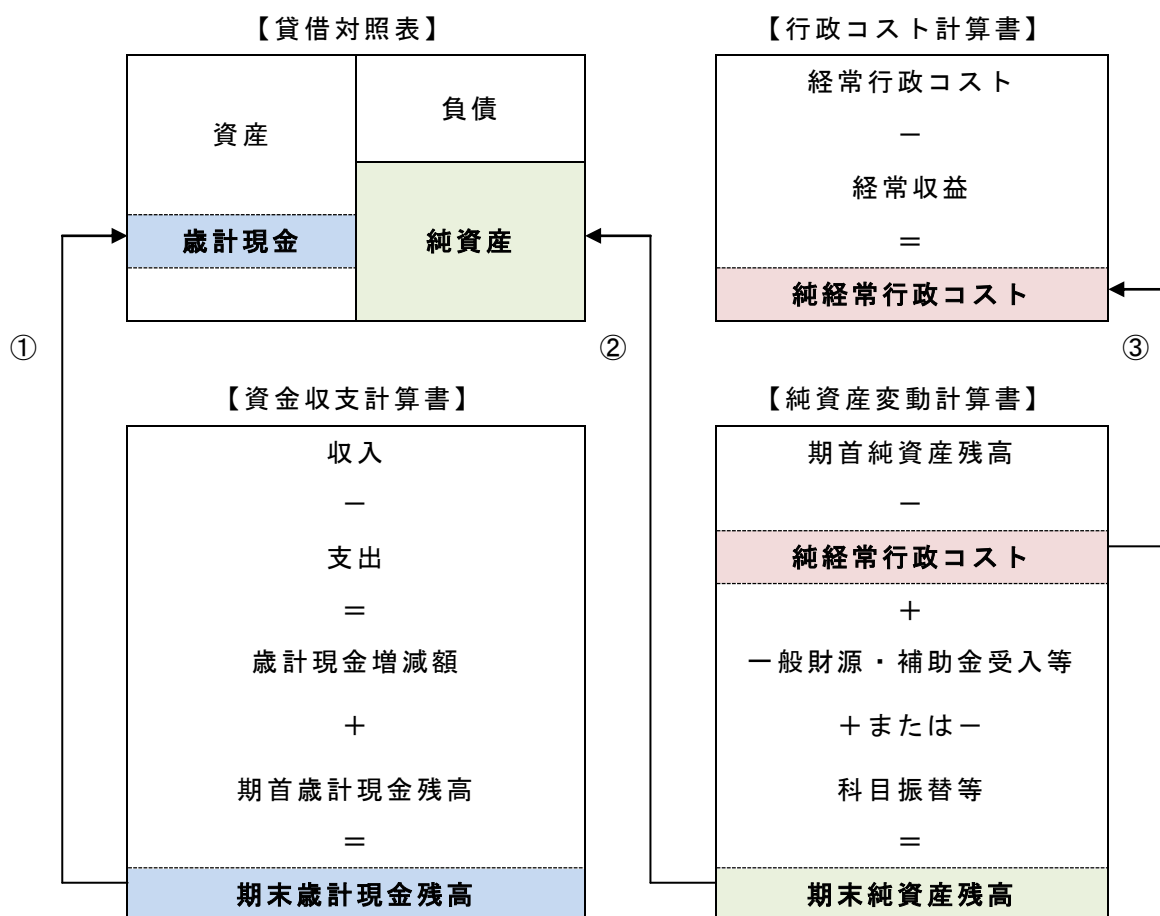 【貸借対照表】
資産
歳計現金
負債
純資産
【行政コスト計算書】
経常行政コスト
－
経常収益
＝
純経常行政コスト
①
②
③
【資金収支計算書】
収入
－
支出
＝
歳計現金増減額
＋
期首歳計現金残高
＝
期末歳計現金残高
【純資産変動計算書】
期首純資産残高
－
純経常行政コスト
＋
一般財源・補助金受入等
＋または－
科目振替等
＝
期末純資産残高